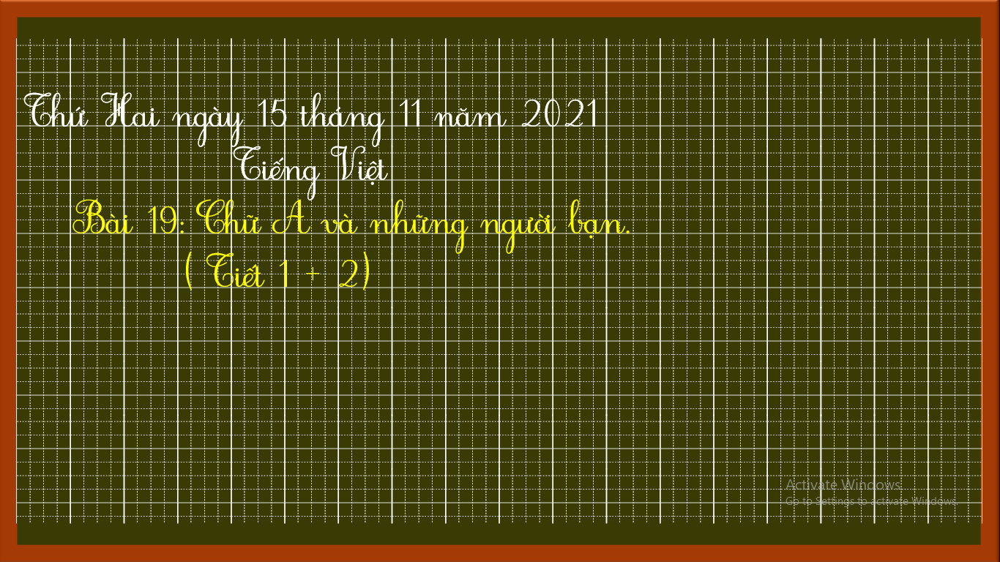 Thứ Hai ngày 15 tháng 11 năm 2021
Tiếng Việt
Bài 19: Chữ A và những người bạn.
( Tiết 1 + 2)
Activate Windows
Go to Settings to activate Windows.